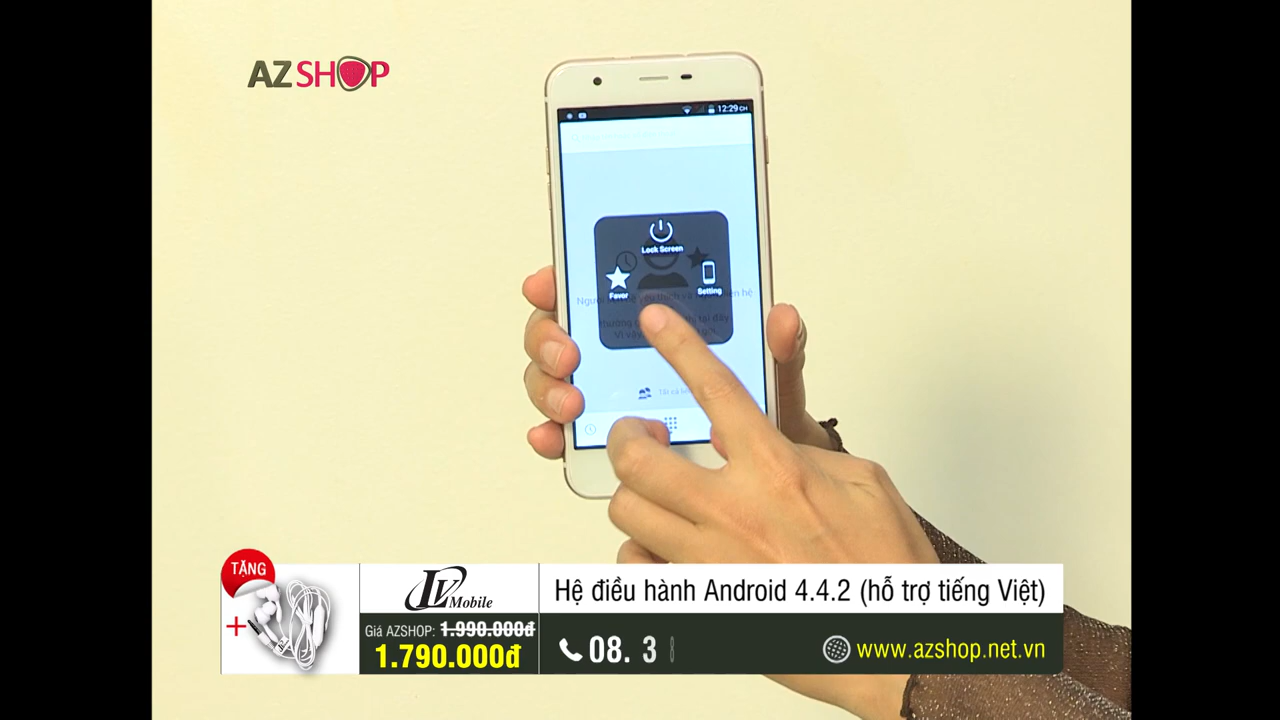 AZSHOP
12:29 CH
Lock Screen
Favor
Setting
TẶNG
+
LV Mobile
Giá AZSHOP: 1.990.000đ
1.790.000đ
Hệ điều hành Android 4.4.2 (hỗ trợ tiếng Việt)
08. 3
www.azshop.net.vn